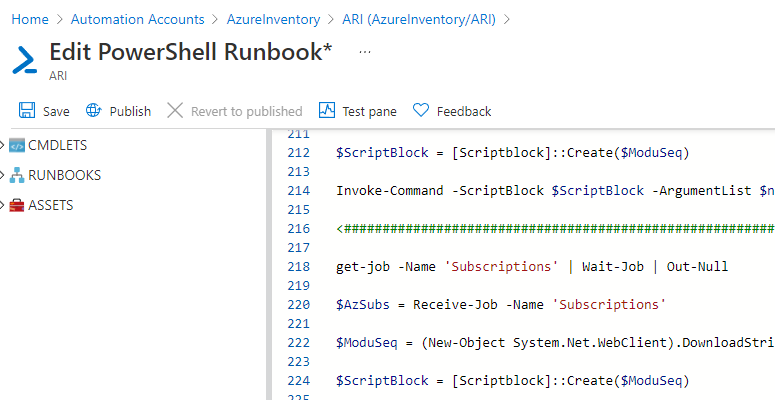 Home > Automation Accounts > AzureInventory > ARI (AzureInventory/ARI) >
Edit PowerShell Runbook* ...
ARI
Save Publish Revert to published Test pane Feedback
CMDLETS
RUNBOOKS
ASSETS
211
212 $ScriptBlock = [Scriptblock]::Create($ModuSeq)
213
214 Invoke-Command -ScriptBlock $ScriptBlock -ArgumentList $n
215
216 <########################################################
217
218 get-job -Name 'Subscriptions' | Wait-Job | Out-Null
219
220 $AzSubs = Receive-Job -Name 'Subscriptions'
221
222 $ModuSeq = (New-Object System.Net.WebClient).DownloadStri
223
224 $ScriptBlock = [Scriptblock]::Create($ModuSeq)
225